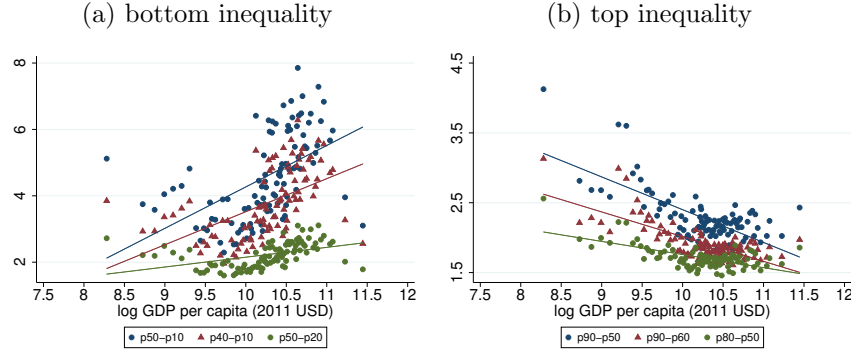 (a) bottom inequality
8
6
4
2
7.5 8 8.5 9 9.5 10 10.5 11 11.5 12
log GDP per capita (2011 USD)
p50−p10 p40−p10 p50−p20
(b) top inequality
4.5
3.5
2.5
1.5
7.5 8 8.5 9 9.5 10 10.5 11 11.5 12
log GDP per capita (2011 USD)
p90−p50 p90−p60 p80−p50